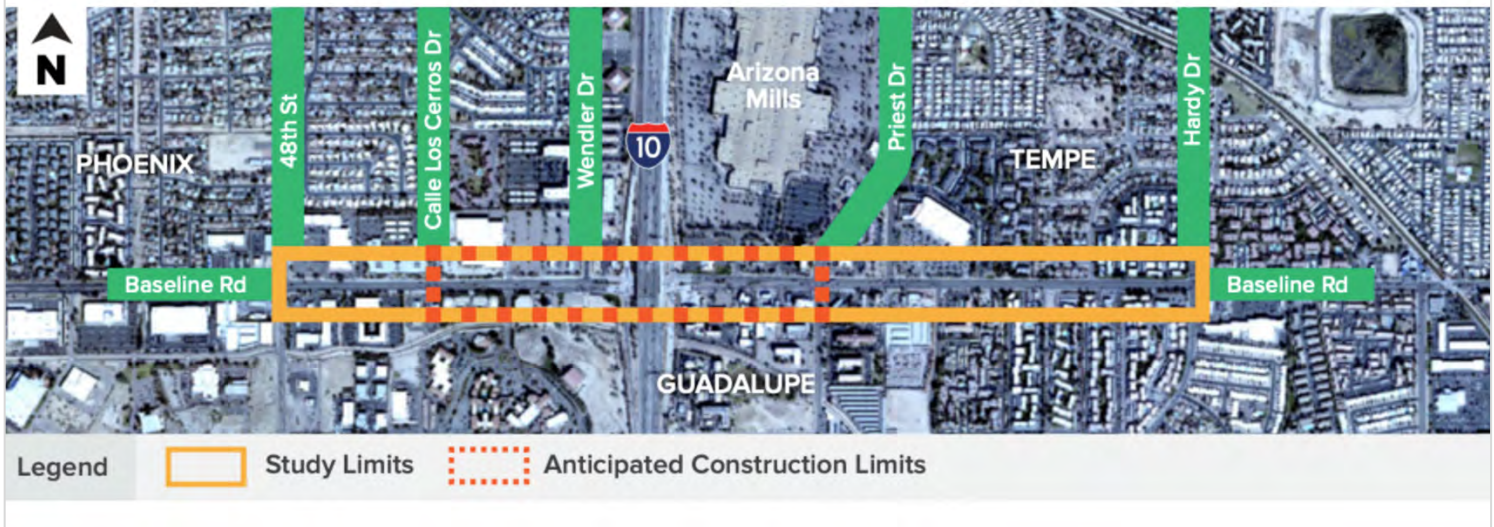 N
48th St
Calle Los Cerros Dr
Wendler Dr
10
Arizona
Mills
Priest Dr
Hardy Dr
PHOENIX
TEMPE
Baseline Rd
Baseline Rd
GUADALUPE
Legend
Study Limits
Anticipated Construction Limits